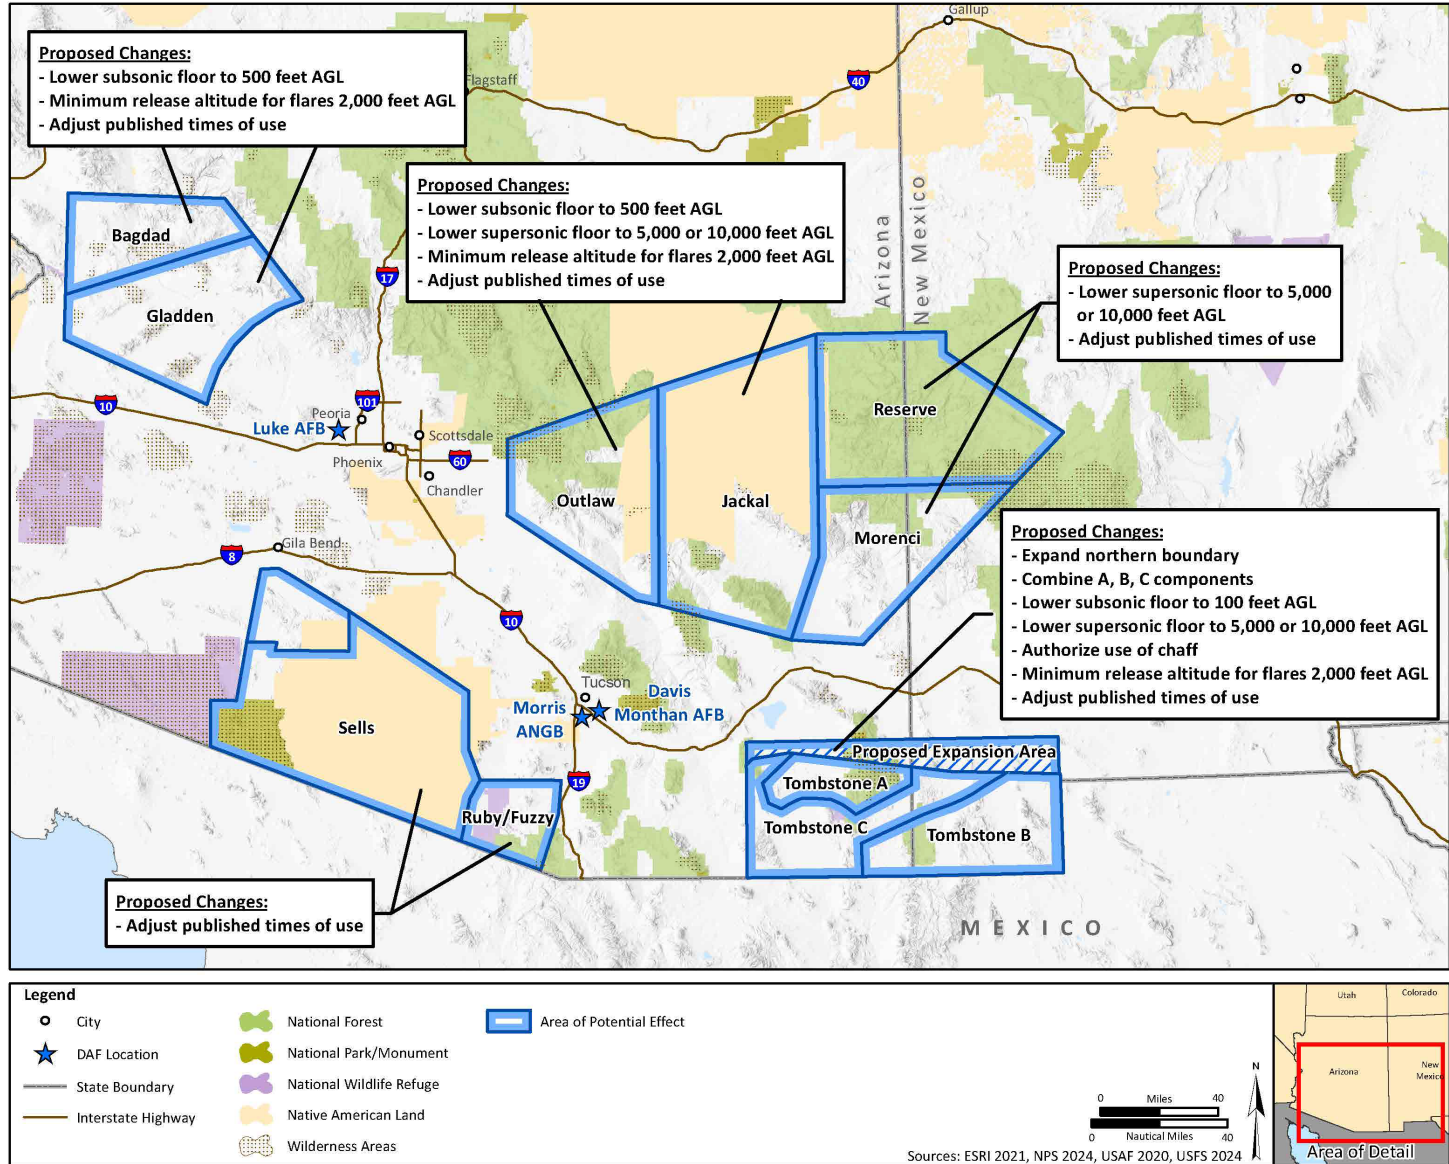 Proposed Changes:
- Lower subsonic floor to 500 feet AGL
- Minimum release altitude for flares 2,000 feet AGL
- Adjust published times of use
Gallup
Flagstaff
40
Proposed Changes:
- Lower subsonic floor to 500 feet AGL
- Lower supersonic floor to 5,000 or 10,000 feet AGL
- Minimum release altitude for flares 2,000 feet AGL
- Adjust published times of use
Arizona
New Mexico
Proposed Changes:
- Lower supersonic floor to 5,000
or 10,000 feet AGL
- Adjust published times of use
Bagdad
Gladden
17
10
101
Peoria
Luke AFB
Scottsdale
Phoenix
60
Chandler
Reserve
Outlaw
Jackal
Morenci
Gila Bend
8
10
Proposed Changes:
- Expand northern boundary
- Combine A, B, C components
- Lower subsonic floor to 100 feet AGL
- Lower supersonic floor to 5,000 or 10,000 feet AGL
- Authorize use of chaff
- Minimum release altitude for flares 2,000 feet AGL
- Adjust published times of use
Tucson
Davis
Monthan AFB
Morris
ANGB
Sells
19
Ruby/Fuzzy
Proposed Expansion Area
Tombstone A
Tombstone C
Tombstone B
Proposed Changes:
- Adjust published times of use
MEXICO
Legend
City
DAF Location
State Boundary
Interstate Highway
National Forest
National Park/Monument
National Wildlife Refuge
Native American Land
Wilderness Areas
Area of Potential Effect
0 Miles 40
0 Nautical Miles 40
N
Sources: ESRI 2021, NPS 2024, USAF 2020, USFS 2024
Utah
Colorado
Arizona
New
Mexico
Area of Detail